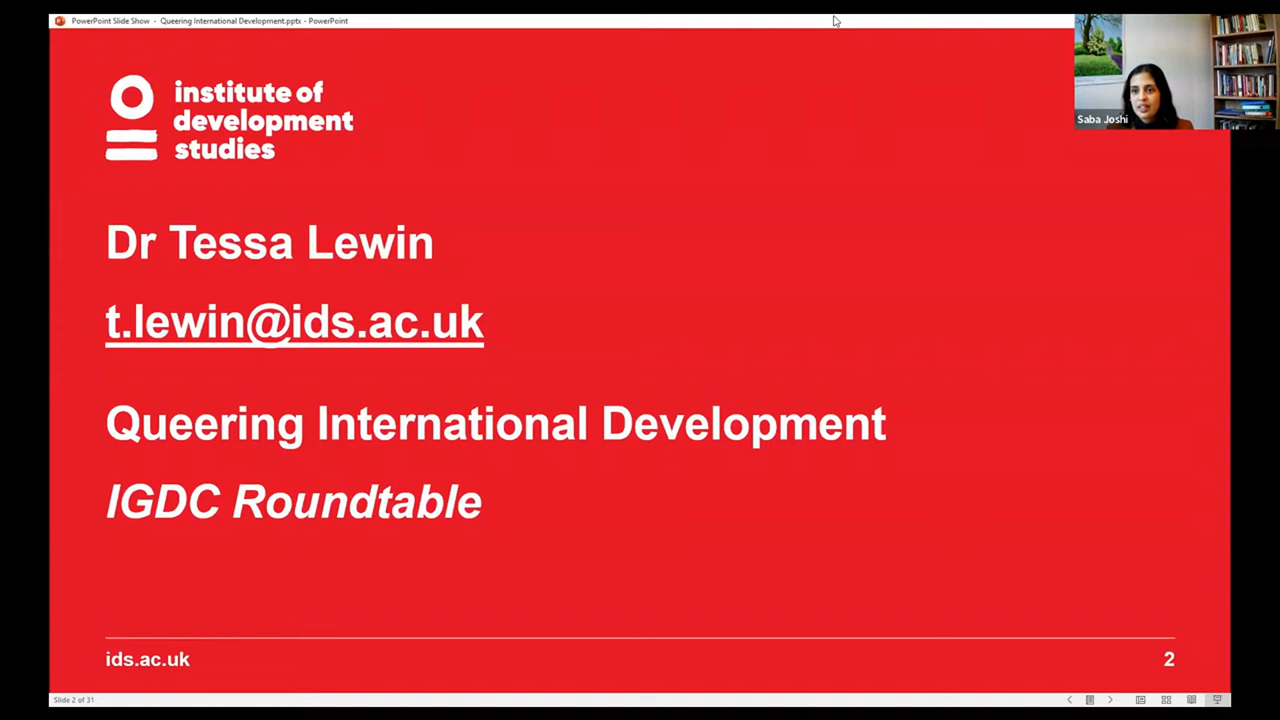 PowerPoint Slide Show - Queering International Development.pptx - PowerPoint
institute of
development
studies
Saba Joshi
Dr Tessa Lewin
t.lewin@ids.ac.uk
Queering International Development
IGDC Roundtable
ids.ac.uk
2
Slide 2 of 31